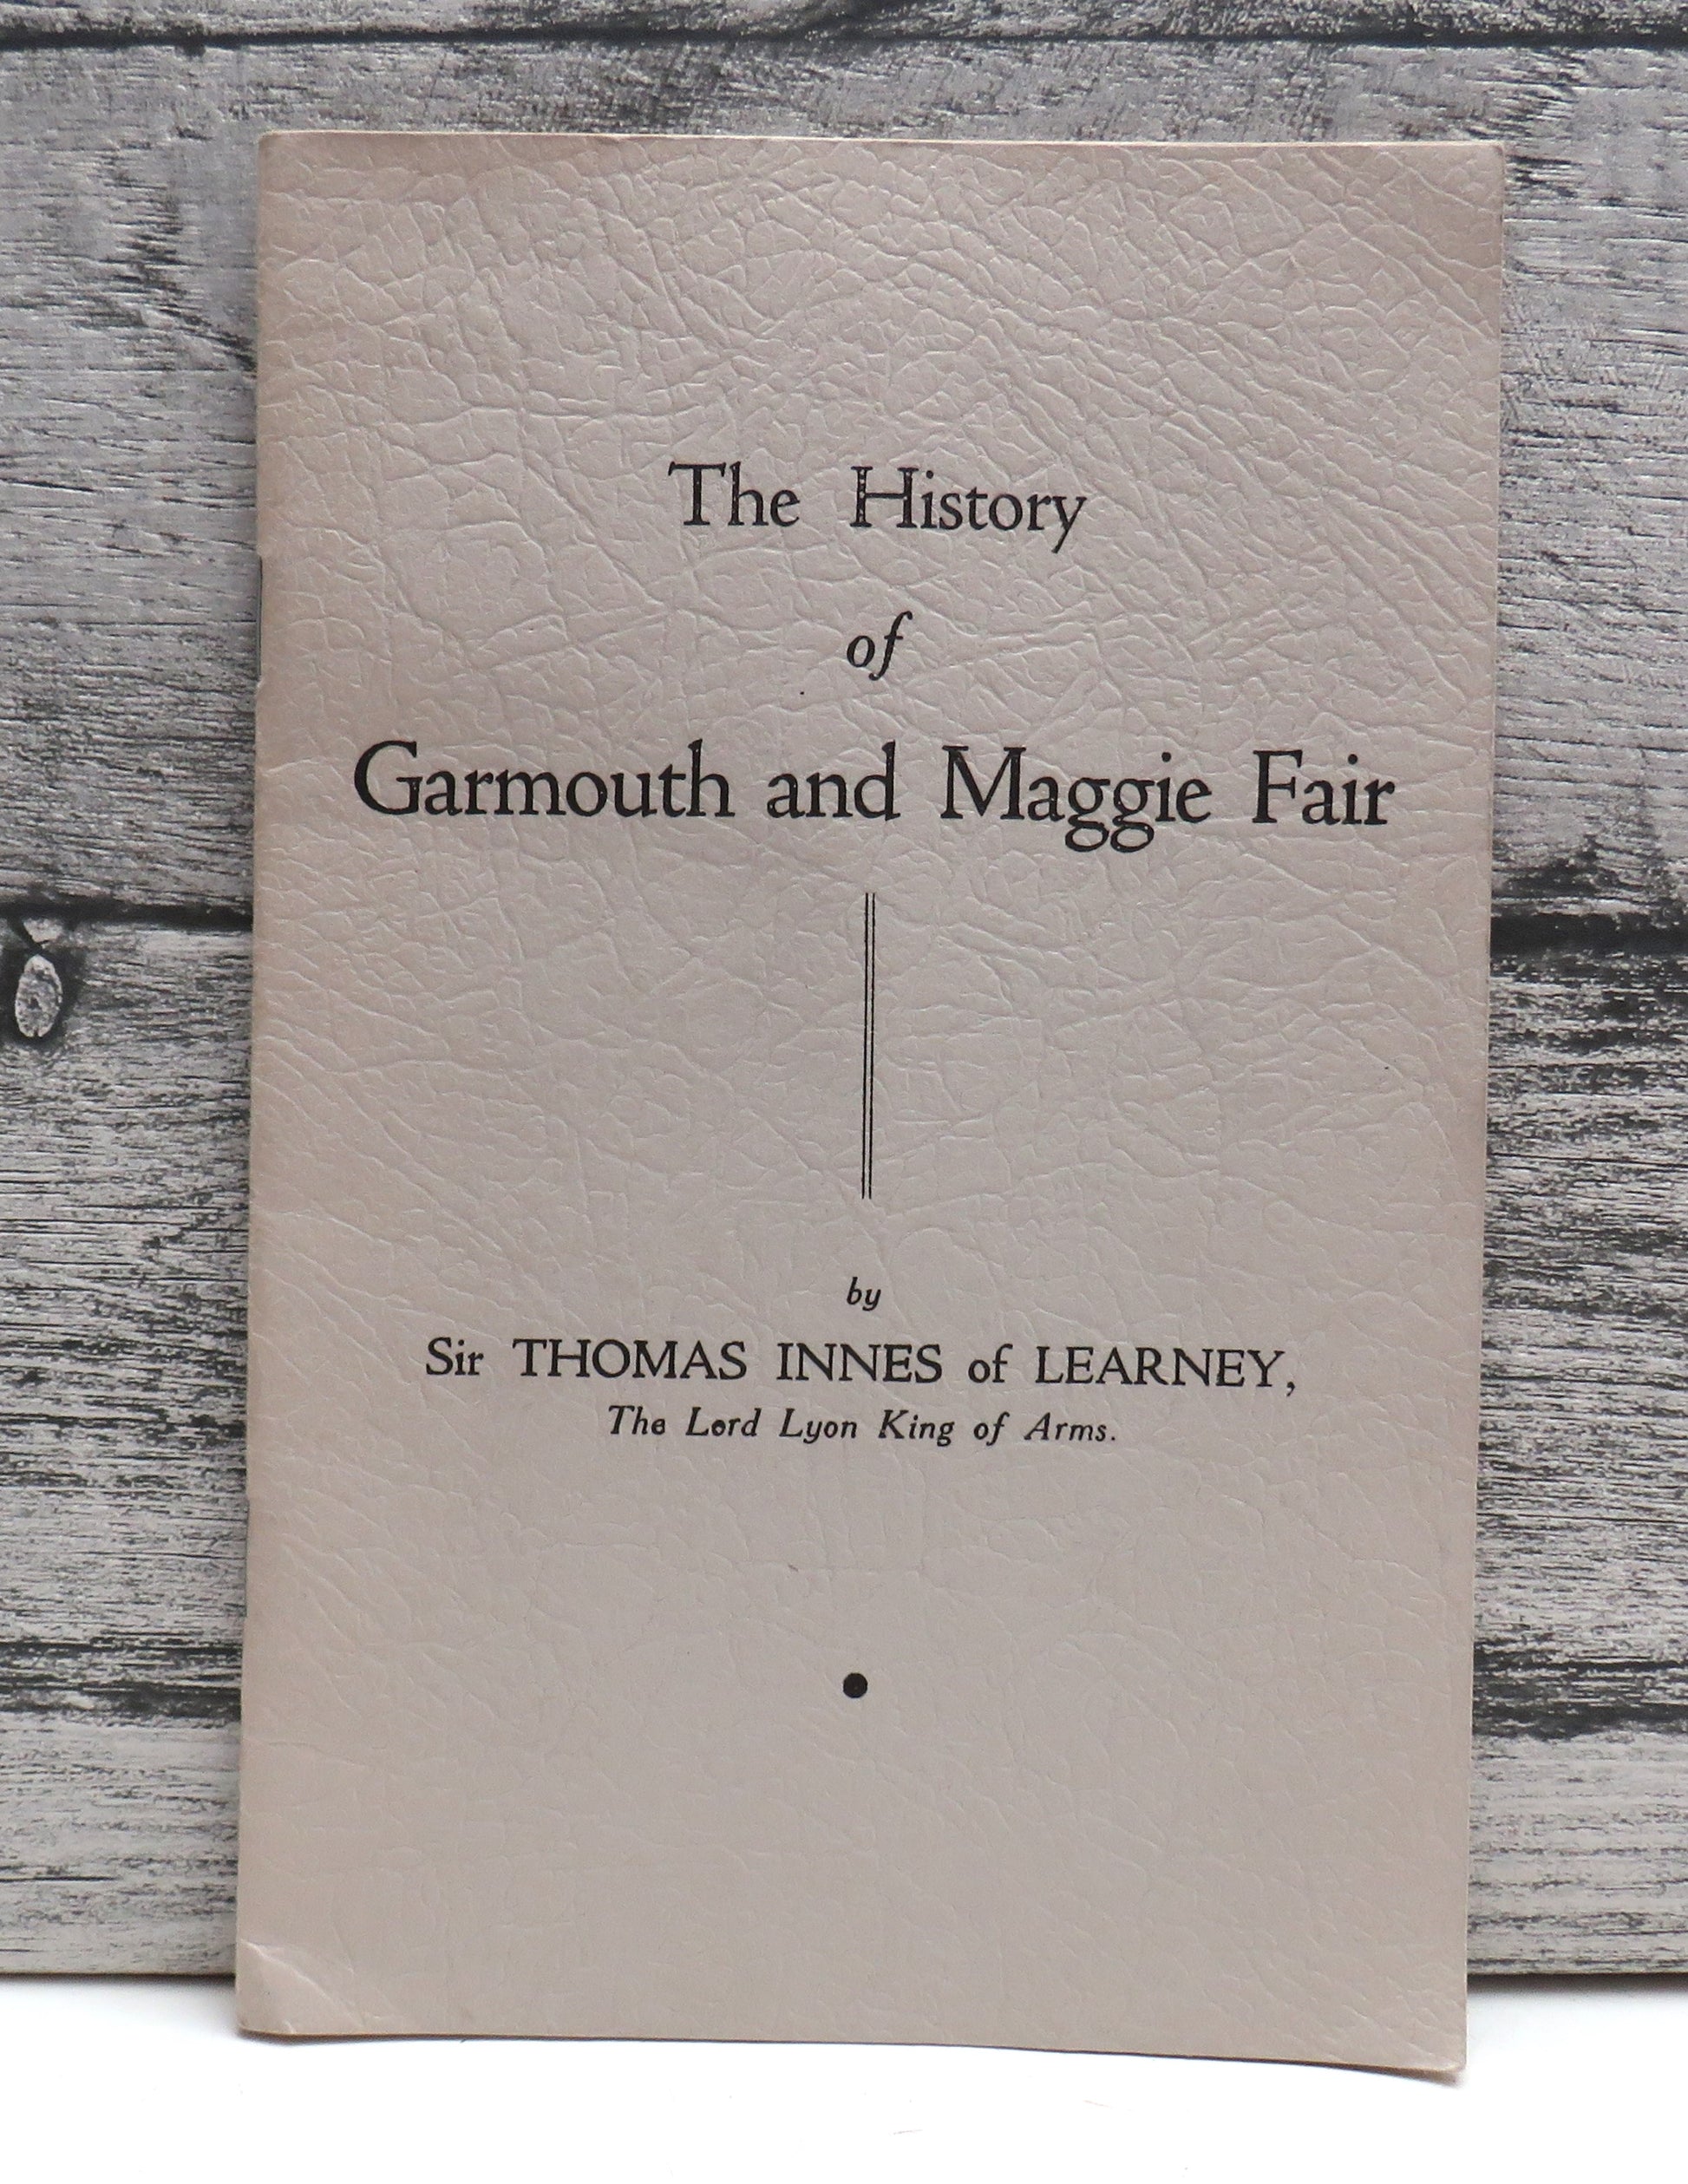 The History
of
Garmouth and Maggie Fair
by
Sir THOMAS INNES of LEARNEY,
The Lord Lyon King of Arms.